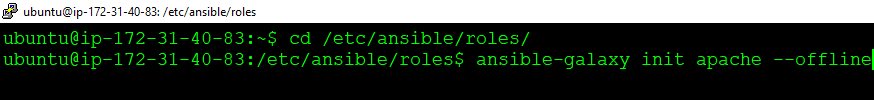 ubuntu@ip-172-31-40-83: /etc/ansible/roles
ubuntu@ip-172-31-40-83:~$ cd /etc/ansible/roles/
ubuntu@ip-172-31-40-83:/etc/ansible/roles$ ansible-galaxy init apache --offline